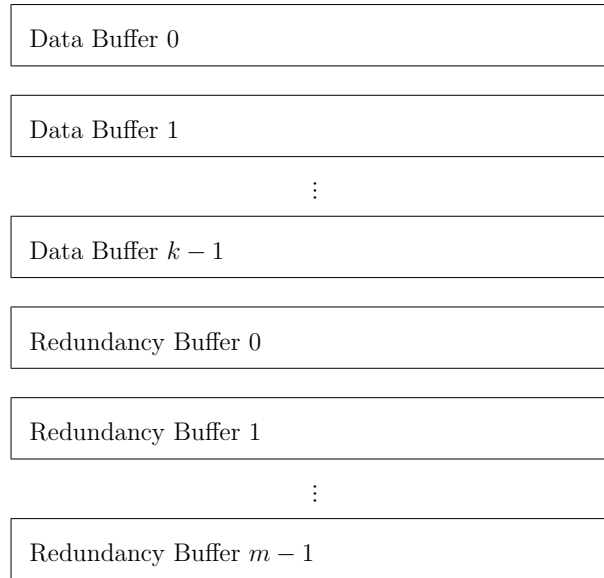 Data Buffer 0
Data Buffer 1
⋮
Data Buffer k − 1
Redundancy Buffer 0
Redundancy Buffer 1
⋮
Redundancy Buffer m − 1